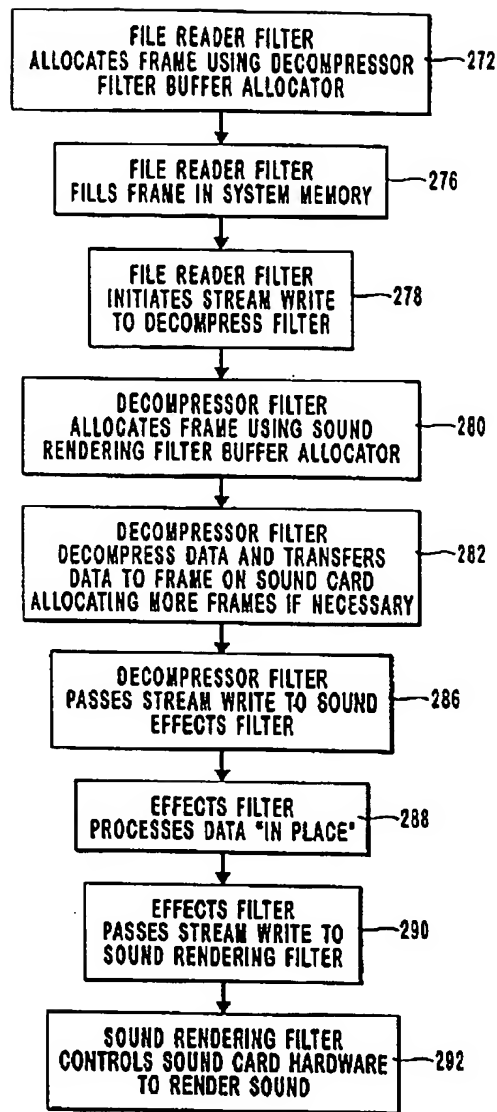 FILE READER FILTER
ALLOCATES FRAME USING DECOMPRESSOR
FILTER BUFFER ALLOCATOR
272
FILE READER FILTER
FILLS FRAME IN SYSTEM MEMORY
276
FILE READER FILTER
INITIATES STREAM WRITE
TO DECOMPRESS FILTER
278
DECOMPRESSOR FILTER
ALLOCATES FRAME USING SOUND
RENDERING FILTER BUFFER ALLOCATOR
280
DECOMPRESSOR FILTER
DECOMPRESS DATA AND TRANSFERS
DATA TO FRAME ON SOUND CARD
ALLOCATING MORE FRAMES IF NECESSARY
282
DECOMPRESSOR FILTER
PASSES STREAM WRITE TO SOUND
EFFECTS FILTER
286
EFFECTS FILTER
PROCESSES DATA "IN PLACE"
288
EFFECTS FILTER
PASSES STREAM WRITE TO
SOUND RENDERING FILTER
290
SOUND RENDERING FILTER
CONTROLS SOUND CARD HARDWARE
TO RENDER SOUND
292